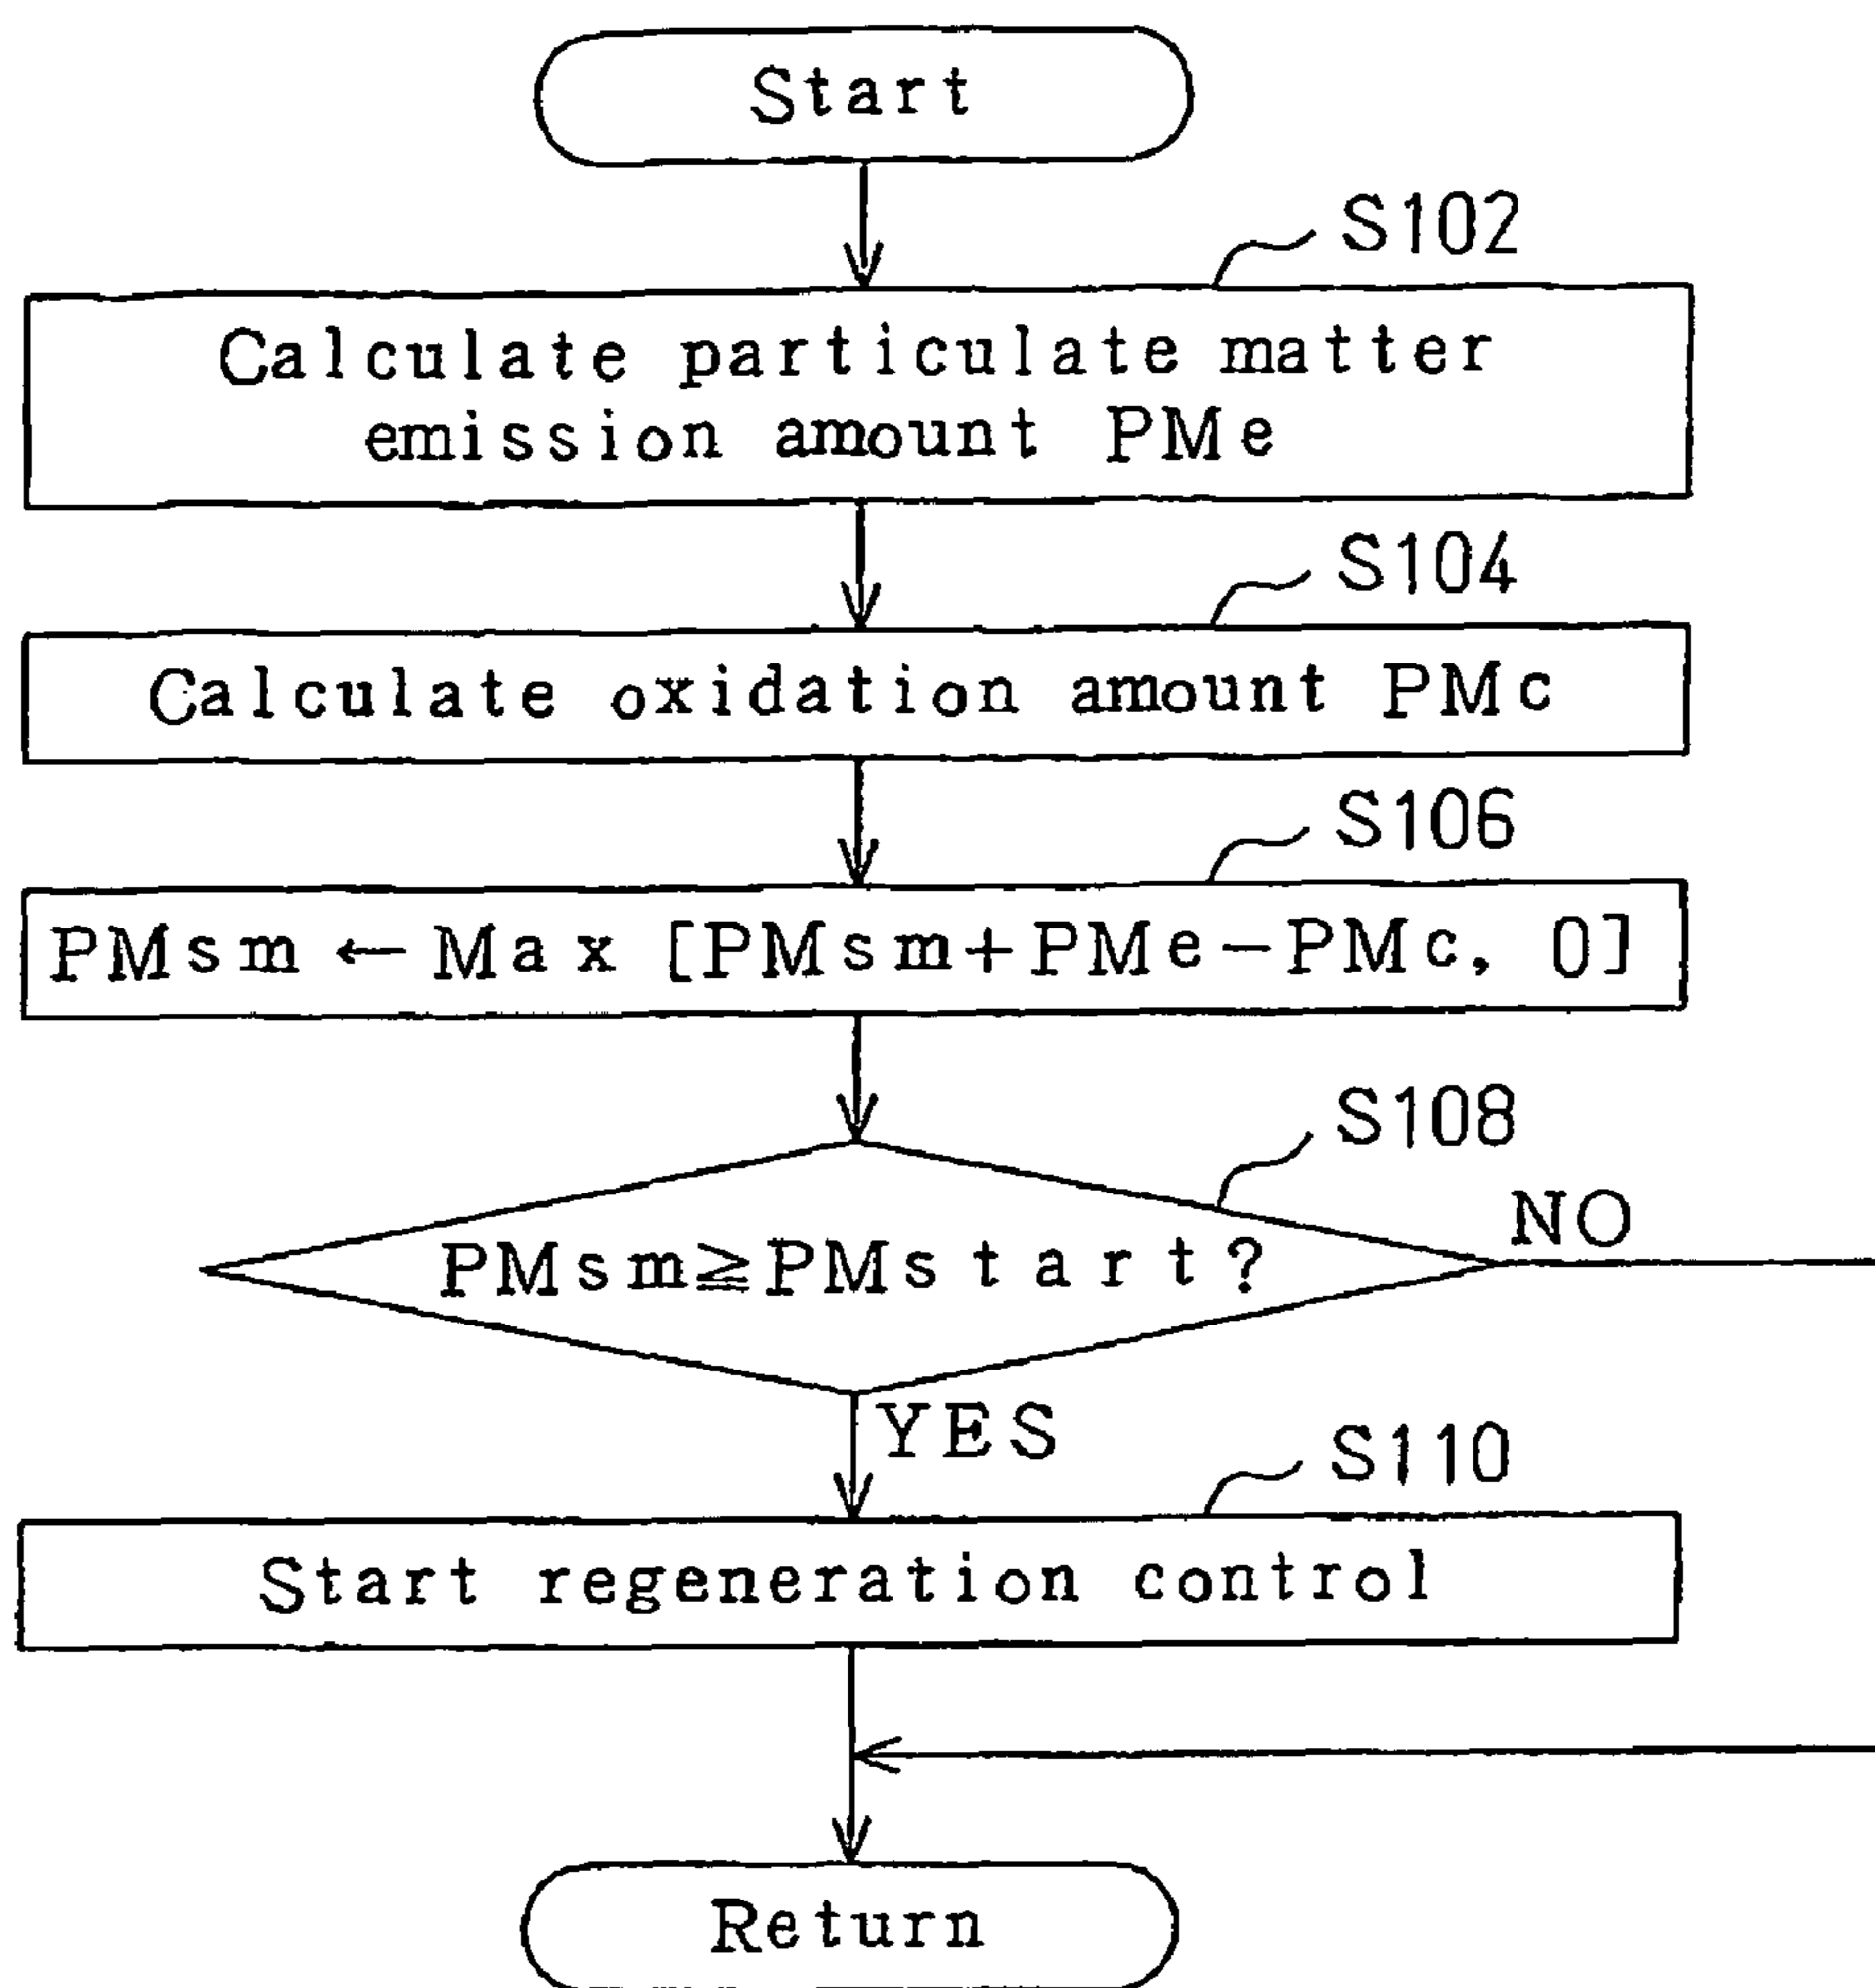 Start
S102
Calculate particulate matter
emission amount PMe
S104
Calculate oxidation amount PMc
S106
PMsm ← Max [PMsm+PMe−PMc, 0]
S108
PMsm≧PMstart?
NO
YES
S110
Start regeneration control
Return